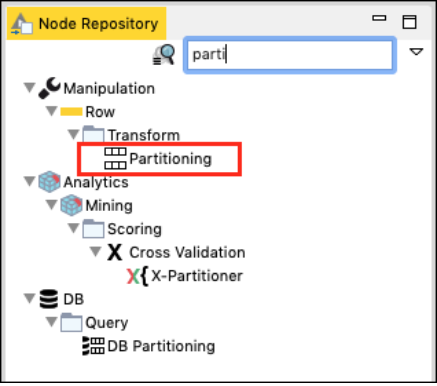 Node Repository
parti
Manipulation
Row
Transform
Partitioning
Analytics
Mining
Scoring
Cross Validation
X-Partitioner
DB
Query
DB Partitioning